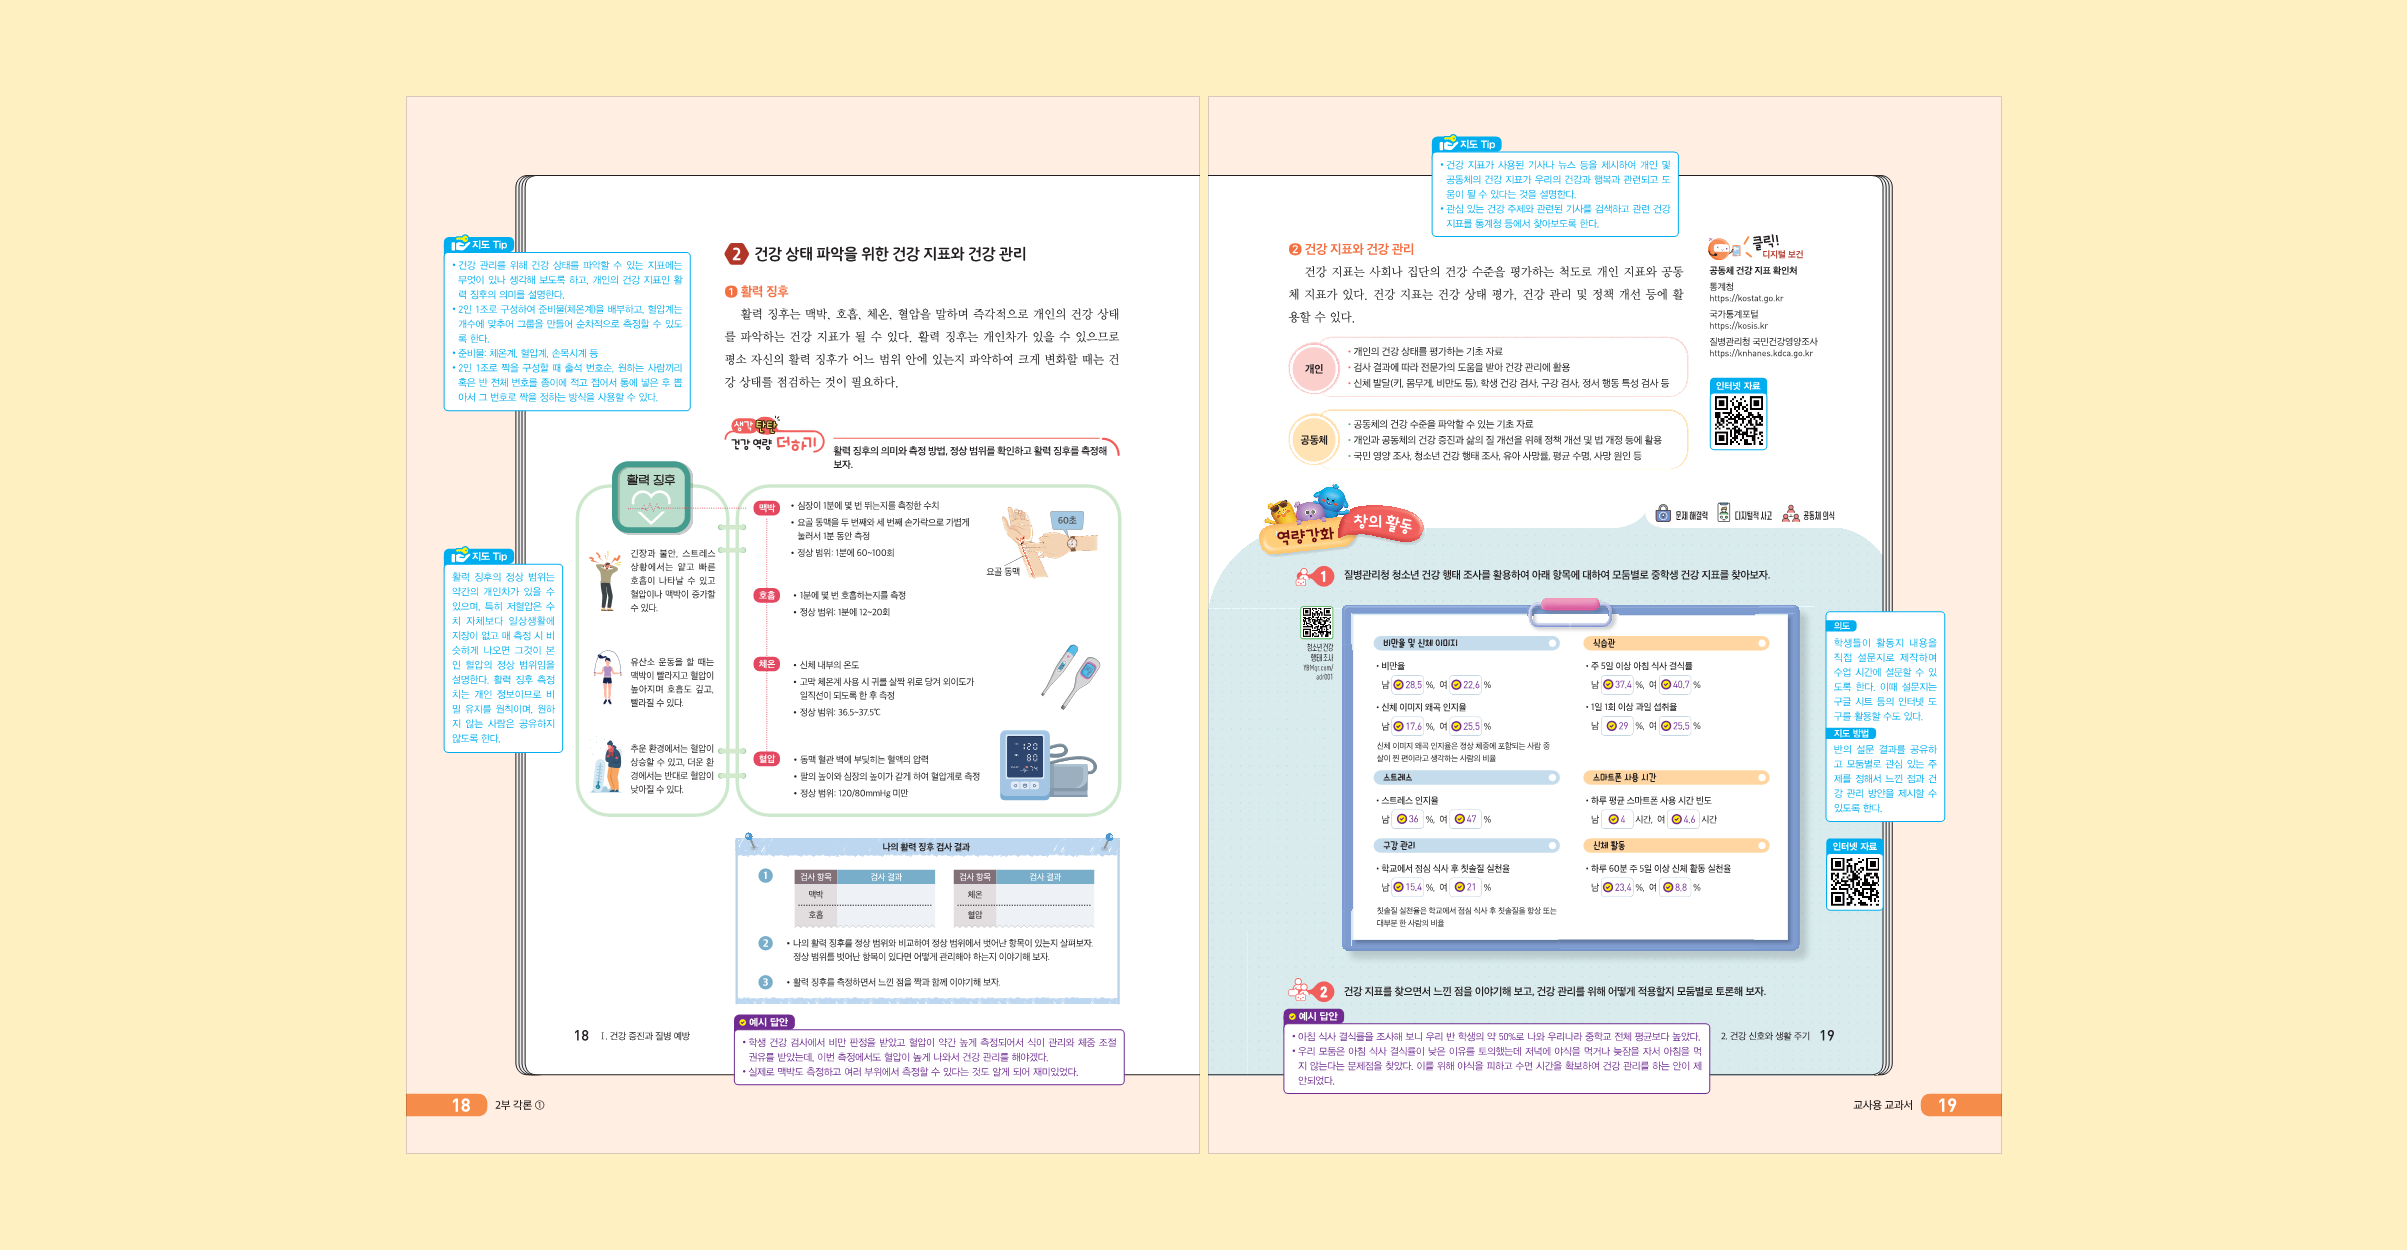 지도 Tip
• 건강 관리를 위해 건강 상태를 파악할 수 있는 지표에는
무엇이 있나 생각해 보도록 하고, 개인의 건강 지표인 활
력 징후의 의미를 설명한다.
• 2인 1조로 구성하여 준비물(체온계)을 배부하고, 혈압계는
개수에 맞추어 그룹을 만들어 순차적으로 측정할 수 있도
록 한다.
• 준비물: 체온계, 혈압계, 손목시계 등
• 2인 1조로 짝을 구성할 때 출석 번호순, 원하는 사람끼리
혹은 반 전체 번호를 종이에 적고 접어서 통에 넣은 후 뽑
아서 그 번호로 짝을 정하는 방식을 사용할 수 있다.
2 건강 상태 파악을 위한 건강 지표와 건강 관리
1 활력 징후
활력 징후는 맥박, 호흡, 체온, 혈압을 말하며 즉각적으로 개인의 건강 상태
를 파악하는 건강 지표가 될 수 있다. 활력 징후는 개인차가 있을 수 있으므로
평소 자신의 활력 징후가 어느 범위 안에 있는지 파악하여 크게 변화할 때는 건
강 상태를 점검하는 것이 필요하다.
생각 탄탄
건강 역량 더하기
활력 징후의 의미와 측정 방법, 정상 범위를 확인하고 활력 징후를 측정해
보자.
활력 징후
긴장과 불안, 스트레스
상황에서는 얕고 빠른
호흡이 나타날 수 있고
혈압이나 맥박이 증가할
수 있다.
유산소 운동을 할 때는
맥박이 빨라지고 혈압이
높아지며 호흡도 깊고,
빨라질 수 있다.
추운 환경에서는 혈압이
상승할 수 있고, 더운 환
경에서는 반대로 혈압이
낮아질 수 있다.
맥박
• 심장이 1분에 몇 번 뛰는지를 측정한 수치
• 요골 동맥을 두 번째와 세 번째 손가락으로 가볍게
눌러서 1분 동안 측정
• 정상 범위: 1분에 60~100회
60초
요골 동맥
호흡
• 1분에 몇 번 호흡하는지를 측정
• 정상 범위: 1분에 12~20회
체온
• 신체 내부의 온도
• 고막 체온계 사용 시 귀를 살짝 위로 당겨 외이도가
일직선이 되도록 한 후 측정
• 정상 범위: 36.5~37.5℃
혈압
• 동맥 혈관 벽에 부딪히는 혈액의 압력
• 팔의 높이와 심장의 높이가 같게 하여 혈압계로 측정
• 정상 범위: 120/80mmHg 미만
120
80
74
지도 Tip
활력 징후의 정상 범위는
약간의 개인차가 있을 수
있으며, 특히 저혈압은 수
치 자체보다 일상생활에
지장이 없고 매 측정 시 비
슷하게 나오면 그것이 본
인 혈압의 정상 범위임을
설명한다. 활력 징후 측정
치는 개인 정보이므로 비
밀 유지를 원칙이며, 원하
지 않는 사람은 공유하지
않도록 한다.
나의 활력 징후 검사 결과
1
검사 항목 검사 결과
맥박
호흡
검사 항목 검사 결과
체온
혈압
2 • 나의 활력 징후를 정상 범위와 비교하여 정상 범위에서 벗어난 항목이 있는지 살펴보자.
정상 범위를 벗어난 항목이 있다면 어떻게 관리해야 하는지 이야기해 보자.
3 • 활력 징후를 측정하면서 느낀 점을 짝과 함께 이야기해 보자.
예시 답안
• 학생 건강 검사에서 비만 판정을 받았고 혈압이 약간 높게 측정되어서 식이 관리와 체중 조절
권유를 받았는데, 이번 측정에서도 혈압이 높게 나와서 건강 관리를 해야겠다.
• 실제로 맥박도 측정하고 여러 부위에서 측정할 수 있다는 것도 알게 되어 재미있었다.
18 Ⅰ. 건강 증진과 질병 예방
18 2부 각론 ①
지도 Tip
• 건강 지표가 사용된 기사나 뉴스 등을 제시하여 개인 및
공동체의 건강 지표가 우리의 건강과 행복과 관련되고 도
움이 될 수 있다는 것을 설명한다.
• 관심 있는 건강 주제와 관련된 기사를 검색하고 관련 건강
지표를 통계청 등에서 찾아보도록 한다.
2 건강 지표와 건강 관리
건강 지표는 사회나 집단의 건강 수준을 평가하는 척도로 개인 지표와 공동
체 지표가 있다. 건강 지표는 건강 상태 평가, 건강 관리 및 정책 개선 등에 활
용할 수 있다.
개인
- 개인의 건강 상태를 평가하는 기초 자료
- 검사 결과에 따라 전문가의 도움을 받아 건강 관리에 활용
- 신체 발달(키, 몸무게, 비만도 등), 학생 건강 검사, 구강 검사, 정서 행동 특성 검사 등
공동체
- 공동체의 건강 수준을 파악할 수 있는 기초 자료
- 개인과 공동체의 건강 증진과 삶의 질 개선을 위해 정책 개선 및 법 개정 등에 활용
- 국민 영양 조사, 청소년 건강 행태 조사, 유아 사망률, 평균 수명, 사망 원인 등
클릭!
디지털 보건
공동체 건강 지표 확인처
통계청
https://kostat.go.kr
국가통계포털
https://kosis.kr
질병관리청 국민건강영양조사
https://knhanes.kdca.go.kr
인터넷 자료
역량강화 창의 활동
문제 해결력 디지털적 사고 공동체 의식
1 질병관리청 청소년 건강 행태 조사를 활용하여 아래 항목에 대하여 모둠별로 중학생 건강 지표를 찾아보자.
청소년 건강
행태 조사
YBMqr.com/
adr001
비만율 및 신체 이미지
• 비만율
남 28.5 %, 여 22.6 %
• 신체 이미지 왜곡 인지율
남 17.6 %, 여 25.5 %
신체 이미지 왜곡 인지율은 정상 체중에 포함되는 사람 중
살이 찐 편이라고 생각하는 사람의 비율
스트레스
• 스트레스 인지율
남 36 %, 여 47 %
구강 관리
• 학교에서 점심 식사 후 칫솔질 실천율
남 15.4 %, 여 21 %
칫솔질 실천율은 학교에서 점심 식사 후 칫솔질을 항상 또는
대부분 한 사람의 비율
식습관
• 주 5일 이상 아침 식사 결식률
남 37.4 %, 여 40.7 %
• 1일 1회 이상 과일 섭취율
남 29 %, 여 25.5 %
스마트폰 사용 시간
• 하루 평균 스마트폰 사용 시간 빈도
남 4 시간, 여 4.6 시간
신체 활동
• 하루 60분 주 5일 이상 신체 활동 실천율
남 23.4 %, 여 8.8 %
의도
학생들이 활동지 내용을
직접 설문지로 제작하여
수업 시간에 설문할 수 있
도록 한다. 이때 설문지는
구글 시트 등의 인터넷 도
구를 활용할 수도 있다.
지도 방법
반의 설문 결과를 공유하
고 모둠별로 관심 있는 주
제를 정해서 느낀 점과 건
강 관리 방안을 제시할 수
있도록 한다.
인터넷 자료
2 건강 지표를 찾으면서 느낀 점을 이야기해 보고, 건강 관리를 위해 어떻게 적용할지 모둠별로 토론해 보자.
예시 답안
• 아침 식사 결식률을 조사해 보니 우리 반 학생의 약 50%로 나와 우리나라 중학교 전체 평균보다 높았다.
• 우리 모둠은 아침 식사 결식률이 낮은 이유를 토의했는데 저녁에 야식을 먹거나 늦잠을 자서 아침을 먹
지 않는다는 문제점을 찾았다. 이를 위해 야식을 피하고 수면 시간을 확보하여 건강 관리를 하는 안이 제
안되었다.
2. 건강 신호와 생활 주기 19
교사용 교과서 19